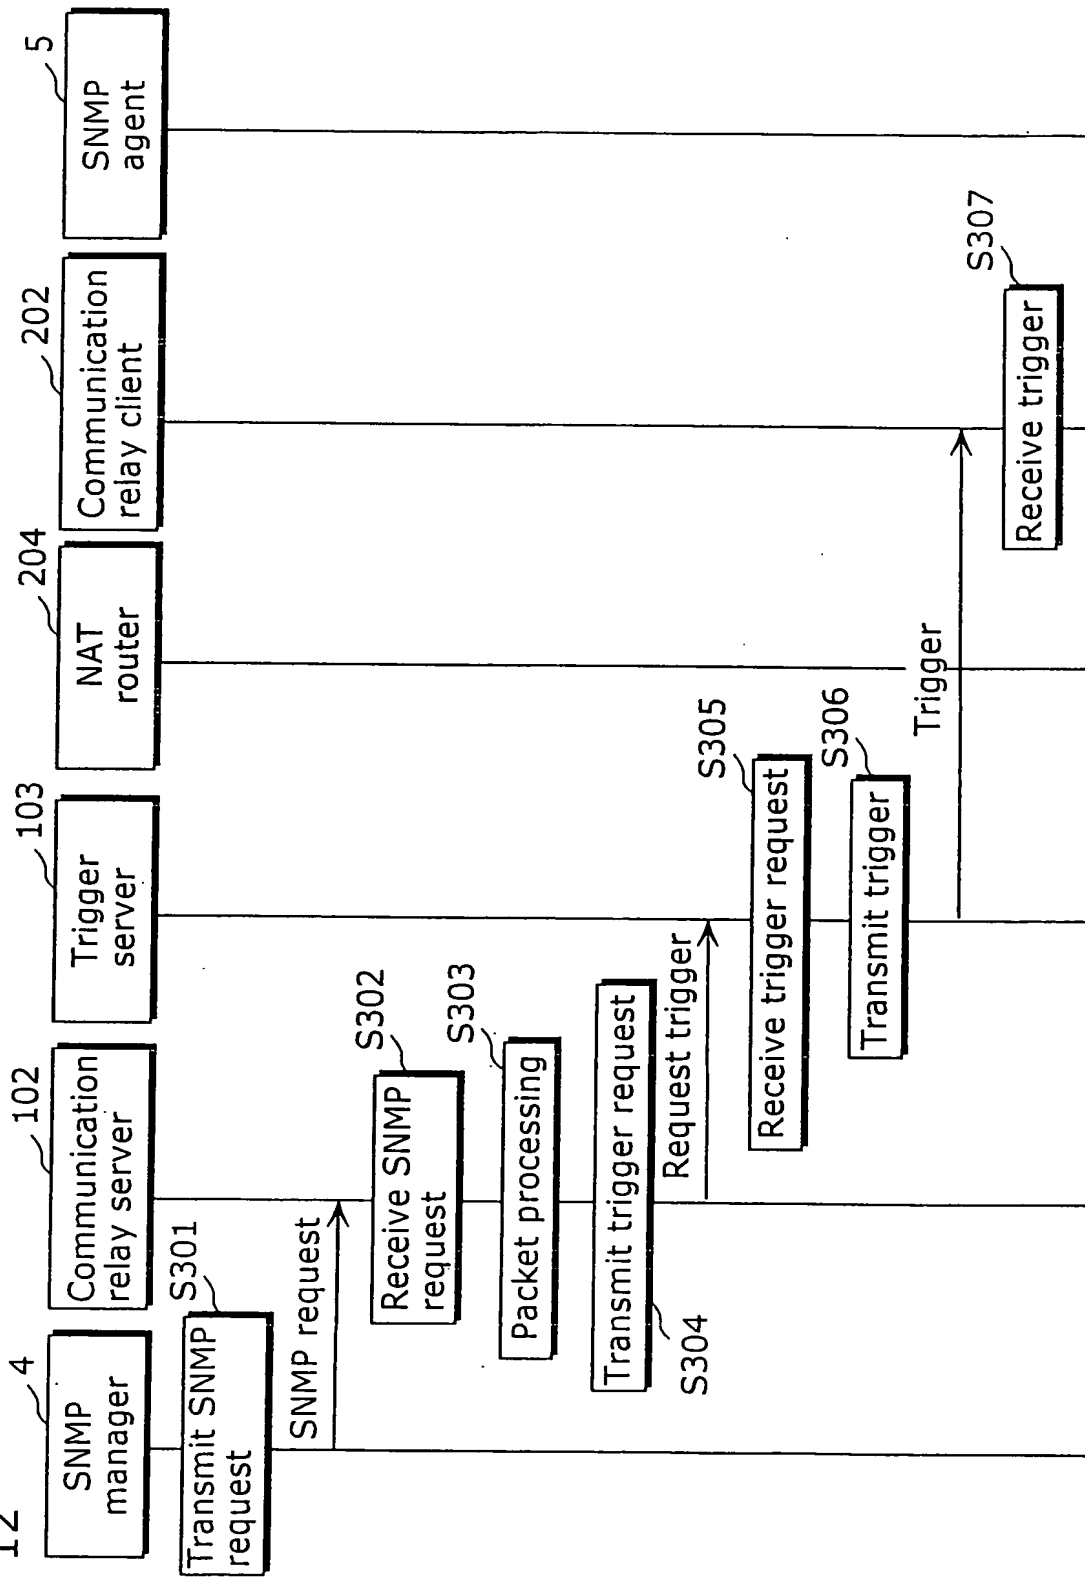 12
4
SNMP
manager
102
Communication
relay server
103
Trigger
server
204
NAT
router
202
Communication
relay client
5
SNMP
agent
S301
Transmit SNMP
request
SNMP request
S302
Receive SNMP
request
S303
Packet processing
Transmit trigger request
S304
Request trigger
S305
Receive trigger request
S306
Transmit trigger
Trigger
S307
Receive trigger